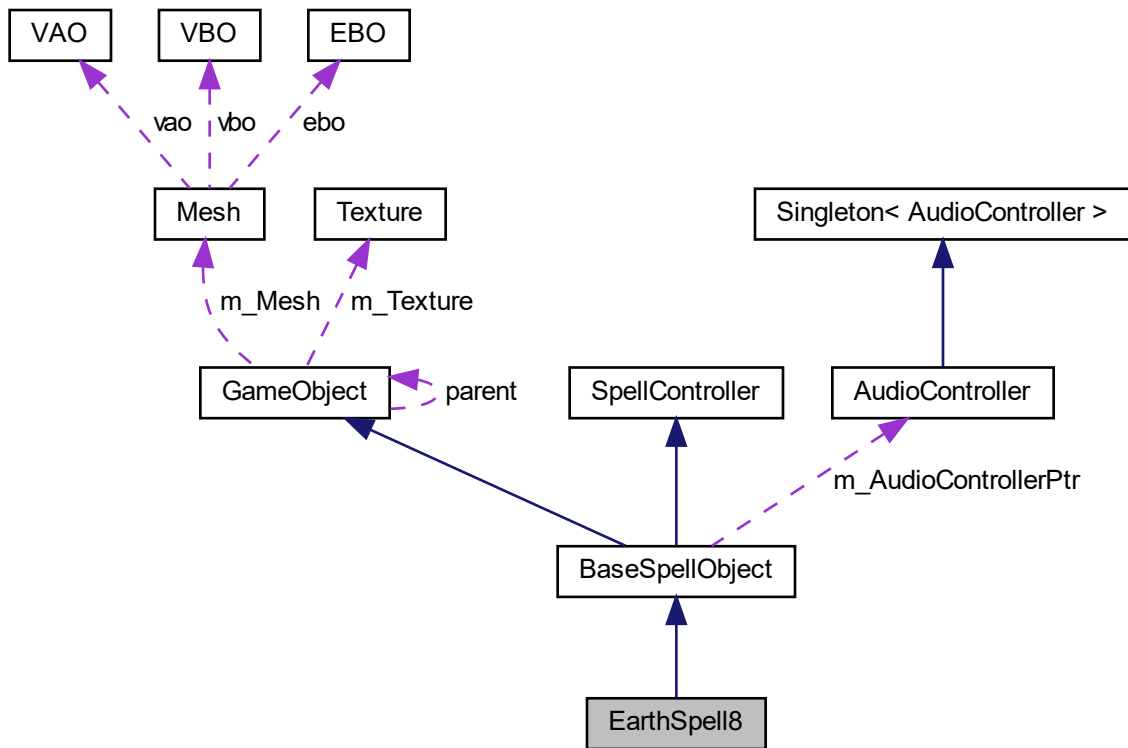 VAO
VBO
EBO
vao
vbo
ebo
Mesh
Texture
Singleton< AudioController >
m_Mesh
m_Texture
GameObject
parent
SpellController
AudioController
m_AudioControllerPtr
BaseSpellObject
EarthSpell8